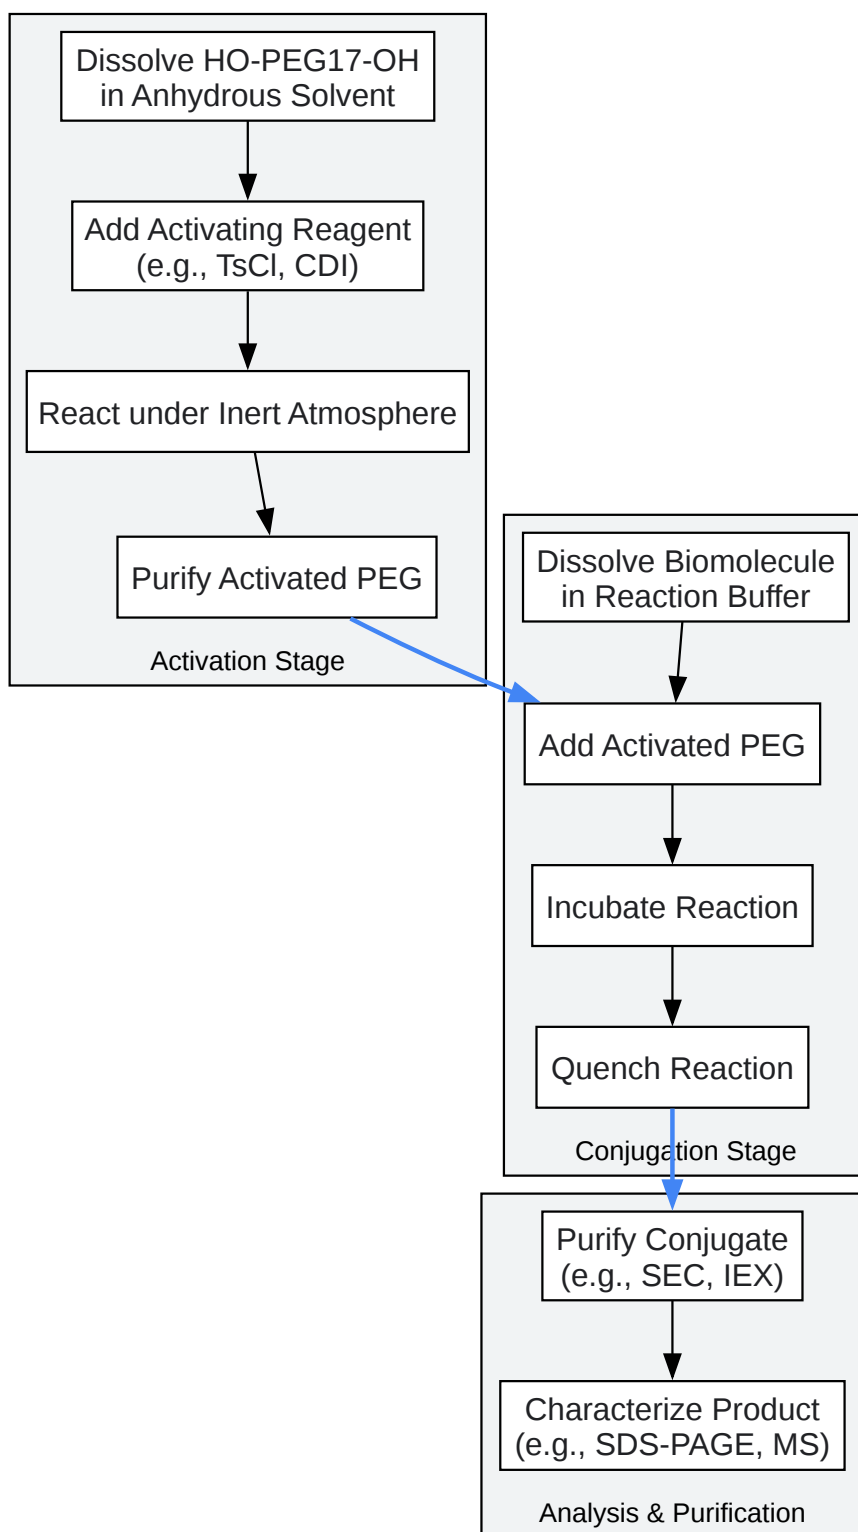 Dissolve HO-PEG17-OH
in Anhydrous Solvent
Add Activating Reagent
(e.g., TsCl, CDI)
React under Inert Atmosphere
Purify Activated PEG
Activation Stage
Dissolve Biomolecule
in Reaction Buffer
Add Activated PEG
Incubate Reaction
Quench Reaction
Conjugation Stage
Purify Conjugate
(e.g., SEC, IEX)
Characterize Product
(e.g., SDS-PAGE, MS)
Analysis & Purification